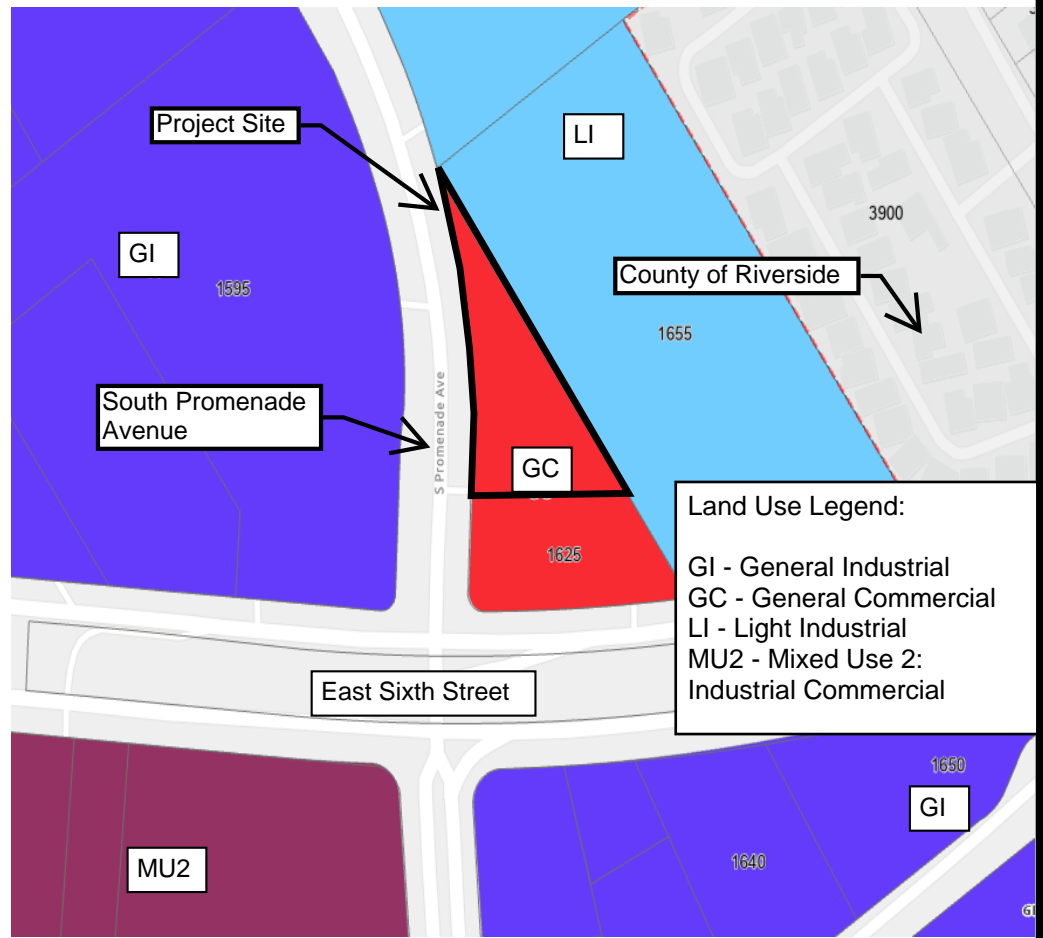 Project Site
LI
3900
GI
1595
County of Riverside
1655
South Promenade
Avenue
S Promenade Ave
GC
1625
Land Use Legend:
GI - General Industrial
GC - General Commercial
LI - Light Industrial
MU2 - Mixed Use 2:
Industrial Commercial
East Sixth Street
1650
GI
1640
MU2
GI